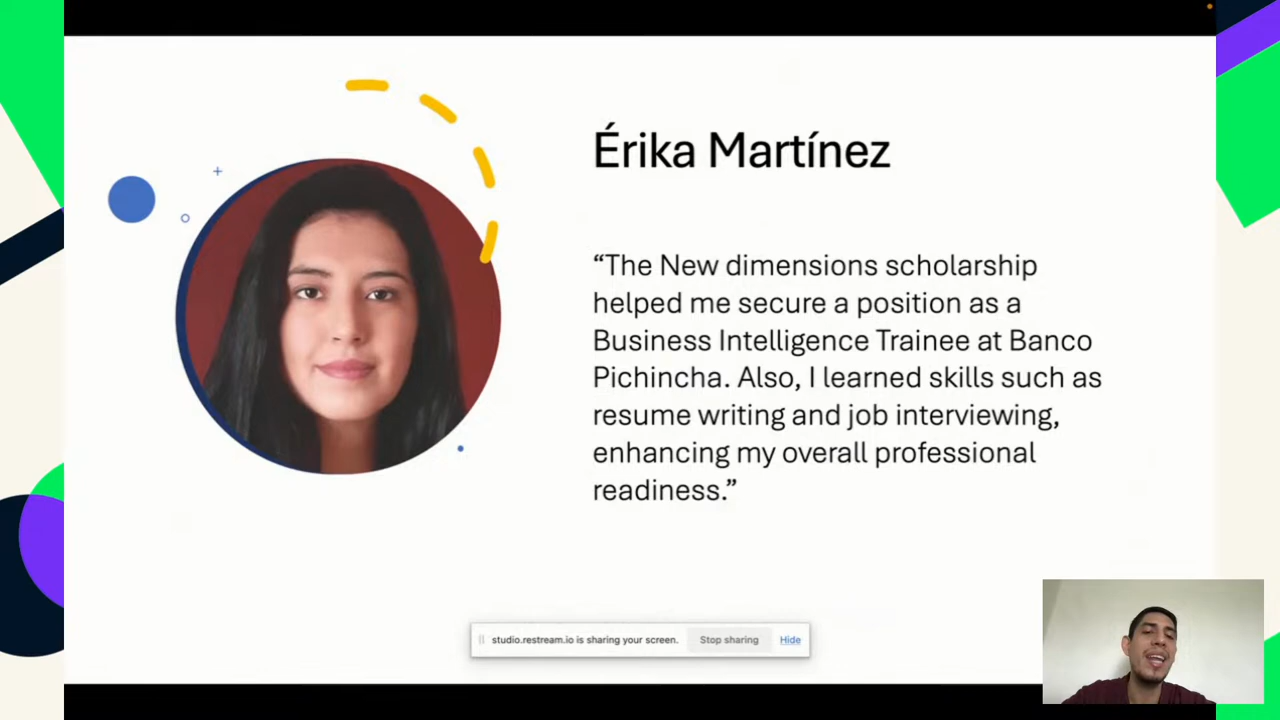 Érika Martínez
“The New dimensions scholarship
helped me secure a position as a
Business Intelligence Trainee at Banco
Pichincha. Also, I learned skills such as
resume writing and job interviewing,
enhancing my overall professional
readiness.”
studio.restream.io is sharing your screen. Stop sharing Hide